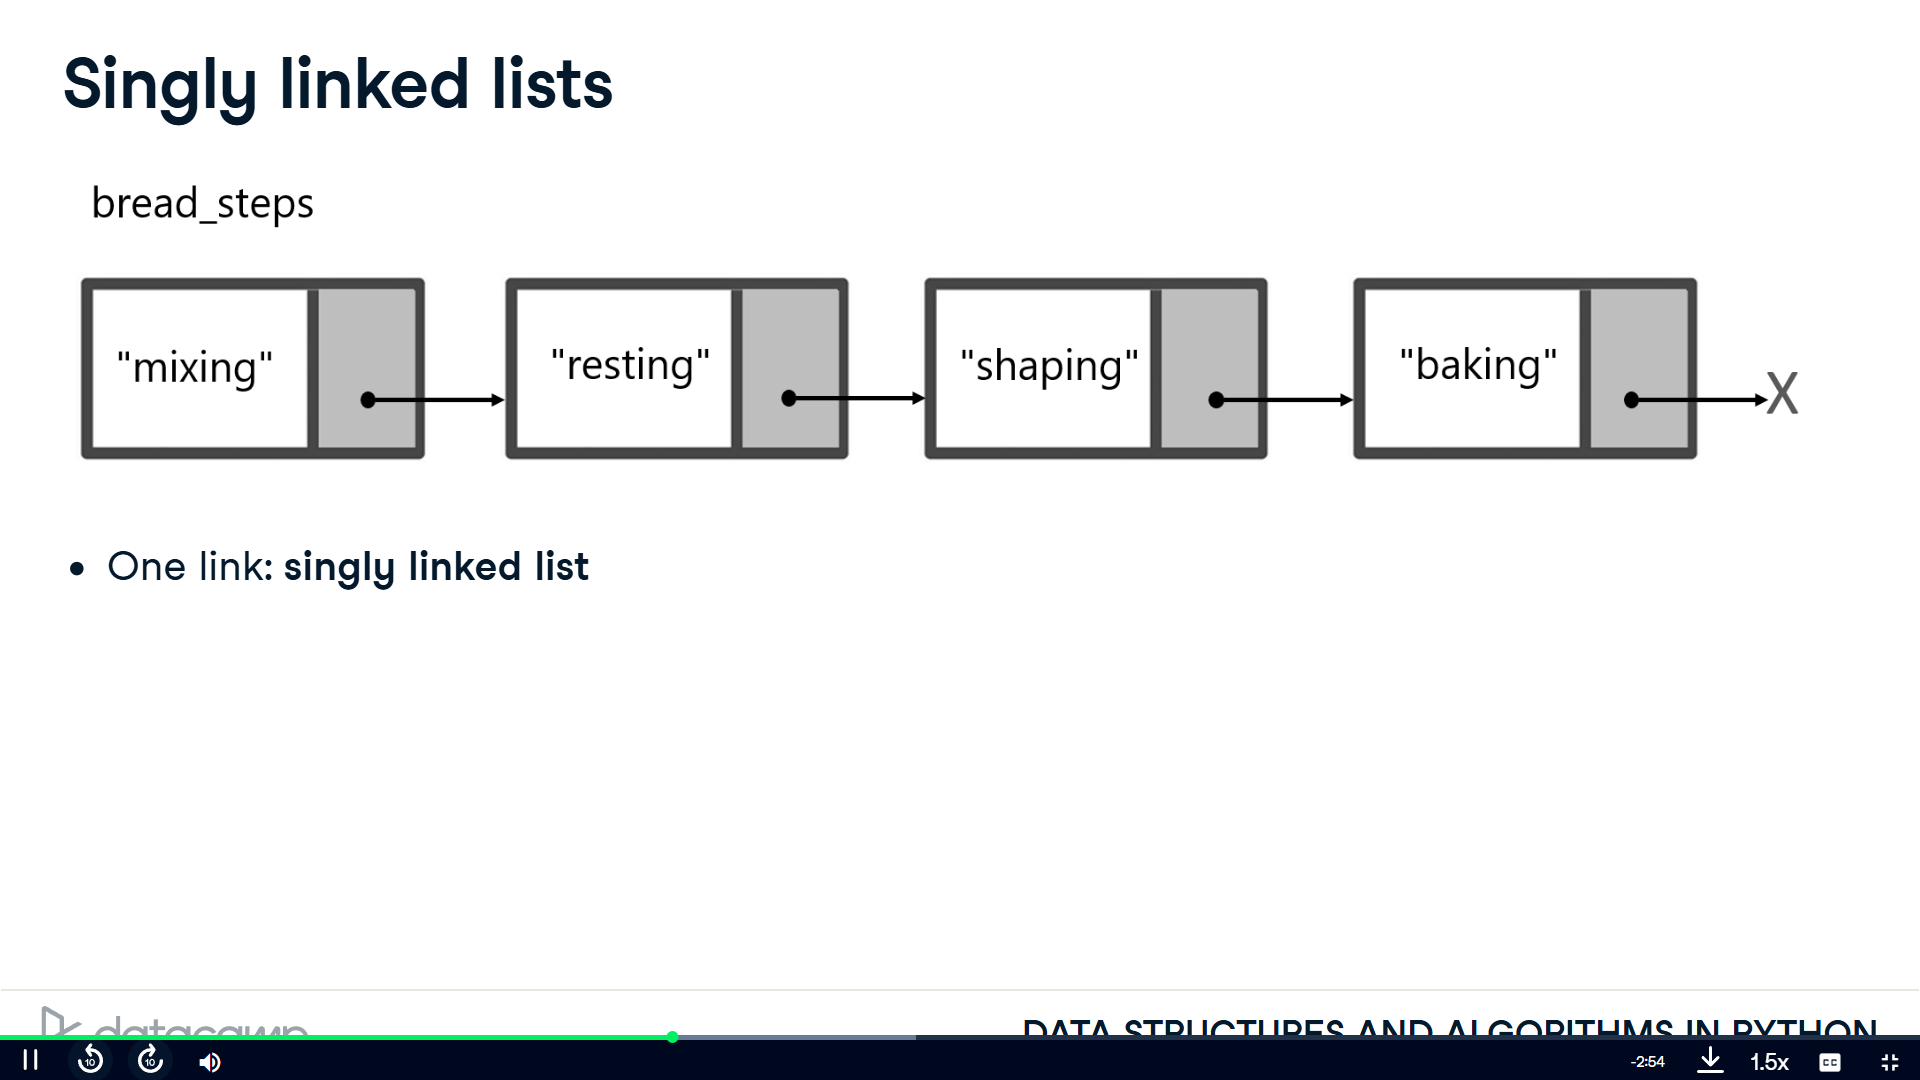 Singly linked lists
bread_steps
"mixing" "resting" "shaping" "baking" X
• One link: singly linked list
datacamp DATA STRUCTURES AND ALGORITHMS IN PYTHON
10 10 -2:54 1.5x CC